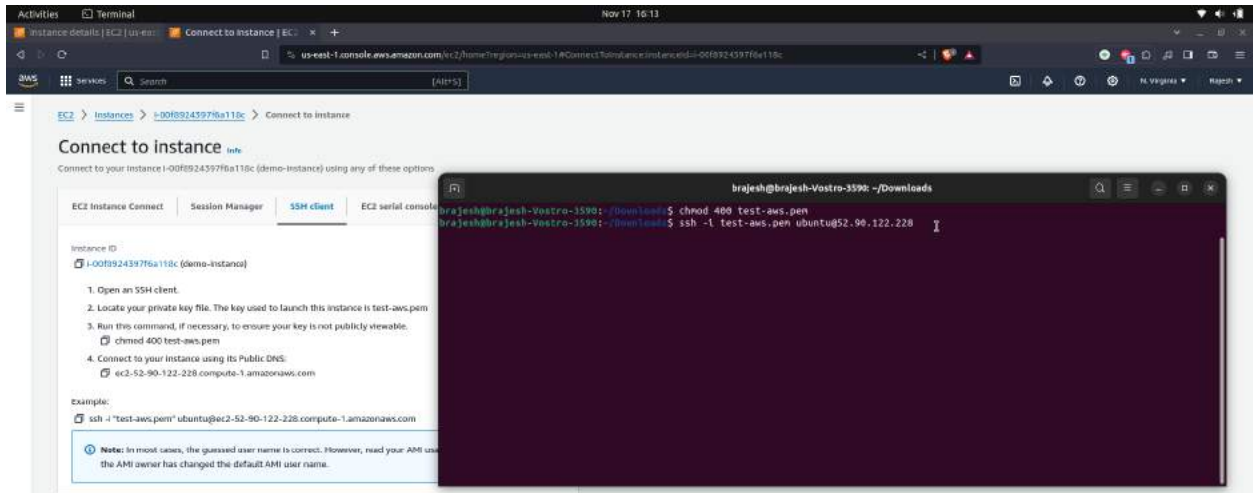 Activities Terminal Nov 17 16:13
Instance details | EC2 | us-eas Connect to instance | EC2 × +
us-east-1.console.aws.amazon.com/ec2/home?region=us-east-1#ConnectToInstance:instanceId=i-00f8924397f6a118c
aws Services Search [Alt+S] N. Virginia Rajesh
EC2 > Instances > i-00f8924397f6a118c > Connect to instance
Connect to instance Info
Connect to your instance i-00f8924397f6a118c (demo-instance) using any of these options
EC2 Instance Connect Session Manager SSH client EC2 serial console
Instance ID
i-00f8924397f6a118c (demo-instance)
1. Open an SSH client.
2. Locate your private key file. The key used to launch this instance is test-aws.pem
3. Run this command, if necessary, to ensure your key is not publicly viewable.
chmod 400 test-aws.pem
4. Connect to your instance using its Public DNS:
ec2-52-90-122-228.compute-1.amazonaws.com
Example:
ssh -i "test-aws.pem" ubuntu@ec2-52-90-122-228.compute-1.amazonaws.com
Note: In most cases, the guessed user name is correct. However, read your AMI usa
the AMI owner has changed the default AMI user name.
brajesh@brajesh-Vostro-3590: ~/Downloads
brajesh@brajesh-Vostro-3590:~/Downloads$ chmod 400 test-aws.pem
brajesh@brajesh-Vostro-3590:~/Downloads$ ssh -i test-aws.pem ubuntu@52.90.122.228